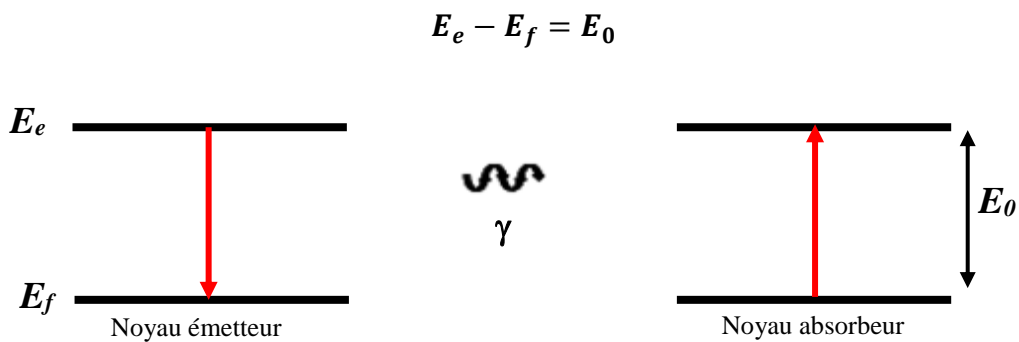 E_e − E_f = E_0
E_e
γ
E_0
E_f
Noyau émetteur
Noyau absorbeur